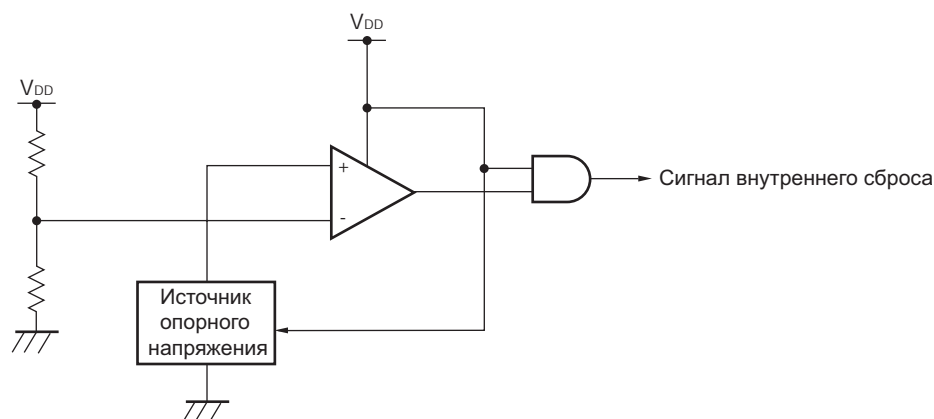 VDD
VDD
+
-
Сигнал внутреннего сброса
Источник
опорного
напряжения